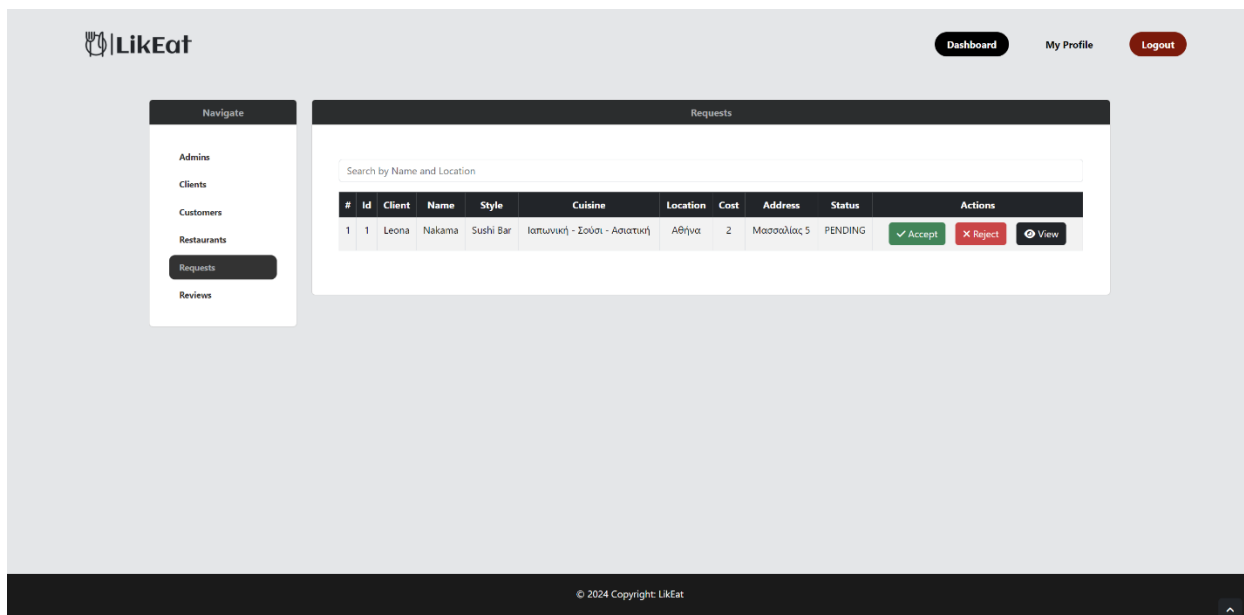 LikEat
Dashboard My Profile Logout
Navigate
Requests
Admins
Clients
Customers
Restaurants
Requests
Reviews
Search by Name and Location
# Id Client Name Style Cuisine Location Cost Address Status Actions
1 1 Leona Nakama Sushi Bar Ιαπωνική - Σούσι - Ασιατική Αθήνα 2 Μασσαλίας 5 PENDING Accept Reject View
© 2024 Copyright: LikEat